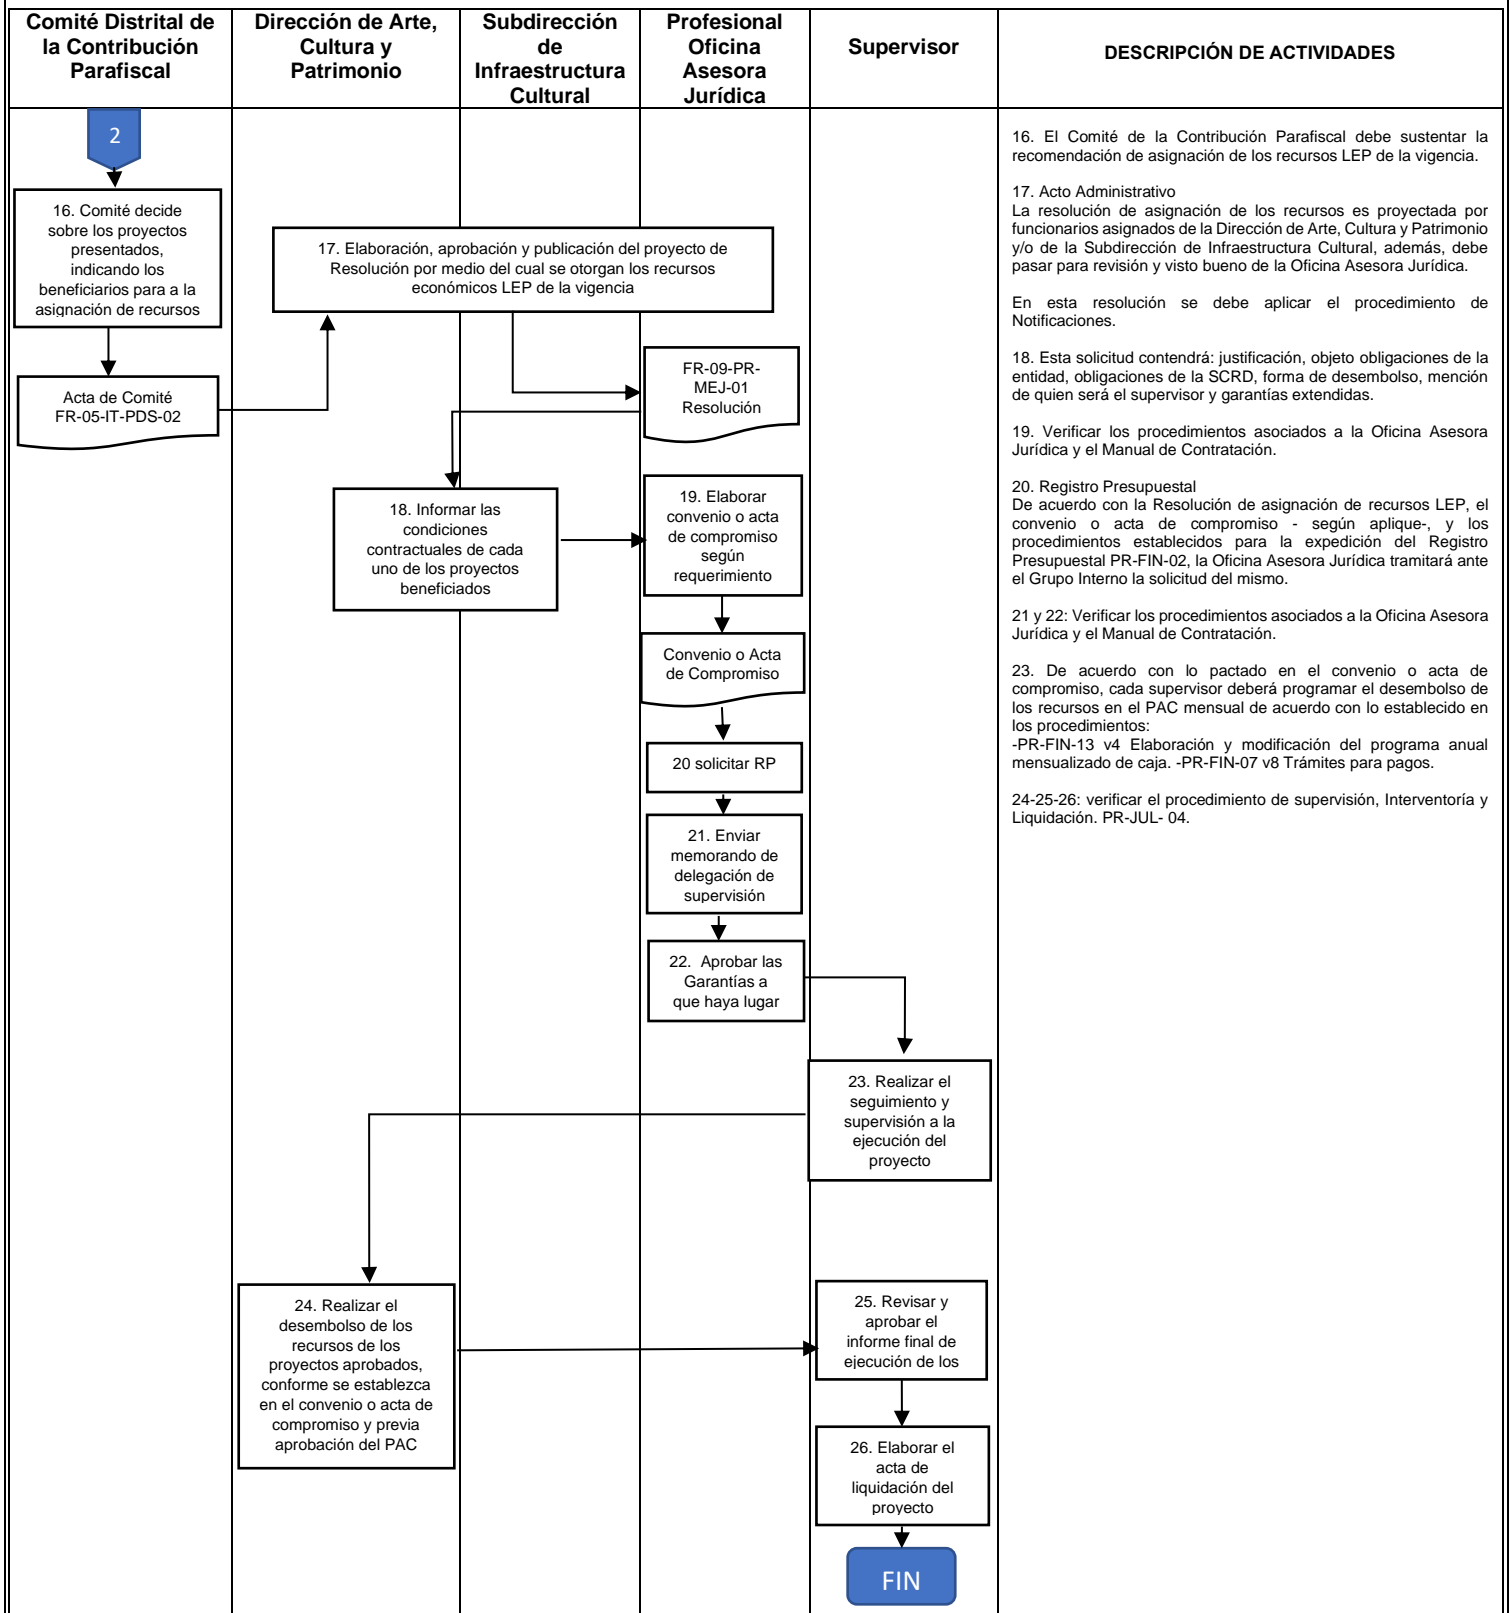 Comité Distrital de
la Contribución
Parafiscal
Dirección de Arte,
Cultura y
Patrimonio
Subdirección
de
Infraestructura
Cultural
Profesional
Oficina
Asesora
Jurídica
Supervisor
DESCRIPCIÓN DE ACTIVIDADES
2
16. Comité decide
sobre los proyectos
presentados,
indicando los
beneficiarios para a la
asignación de recursos
Acta de Comité
FR-05-IT-PDS-02
17. Elaboración, aprobación y publicación del proyecto de
Resolución por medio del cual se otorgan los recursos
económicos LEP de la vigencia
FR-09-PR-
MEJ-01
Resolución
18. Informar las
condiciones
contractuales de cada
uno de los proyectos
beneficiados
19. Elaborar
convenio o acta
de compromiso
según
requerimiento
Convenio o Acta
de Compromiso
20 solicitar RP
21. Enviar
memorando de
delegación de
supervisión
22. Aprobar las
Garantías a
que haya lugar
23. Realizar el
seguimiento y
supervisión a la
ejecución del
proyecto
24. Realizar el
desembolso de los
recursos de los
proyectos aprobados,
conforme se establezca
en el convenio o acta de
compromiso y previa
aprobación del PAC
25. Revisar y
aprobar el
informe final de
ejecución de los
26. Elaborar el
acta de
liquidación del
proyecto
FIN
16. El Comité de la Contribución Parafiscal debe sustentar la
recomendación de asignación de los recursos LEP de la vigencia.
17. Acto Administrativo
La resolución de asignación de los recursos es proyectada por
funcionarios asignados de la Dirección de Arte, Cultura y Patrimonio
y/o de la Subdirección de Infraestructura Cultural, además, debe
pasar para revisión y visto bueno de la Oficina Asesora Jurídica.
En esta resolución se debe aplicar el procedimiento de
Notificaciones.
18. Esta solicitud contendrá: justificación, objeto obligaciones de la
entidad, obligaciones de la SCRD, forma de desembolso, mención
de quien será el supervisor y garantías extendidas.
19. Verificar los procedimientos asociados a la Oficina Asesora
Jurídica y el Manual de Contratación.
20. Registro Presupuestal
De acuerdo con la Resolución de asignación de recursos LEP, el
convenio o acta de compromiso - según aplique-, y los
procedimientos establecidos para la expedición del Registro
Presupuestal PR-FIN-02, la Oficina Asesora Jurídica tramitará ante
el Grupo Interno la solicitud del mismo.
21 y 22: Verificar los procedimientos asociados a la Oficina Asesora
Jurídica y el Manual de Contratación.
23. De acuerdo con lo pactado en el convenio o acta de
compromiso, cada supervisor deberá programar el desembolso de
los recursos en el PAC mensual de acuerdo con lo establecido en
los procedimientos:
-PR-FIN-13 v4 Elaboración y modificación del programa anual
mensualizado de caja. -PR-FIN-07 v8 Trámites para pagos.
24-25-26: verificar el procedimiento de supervisión, Interventoría y
Liquidación. PR-JUL- 04.